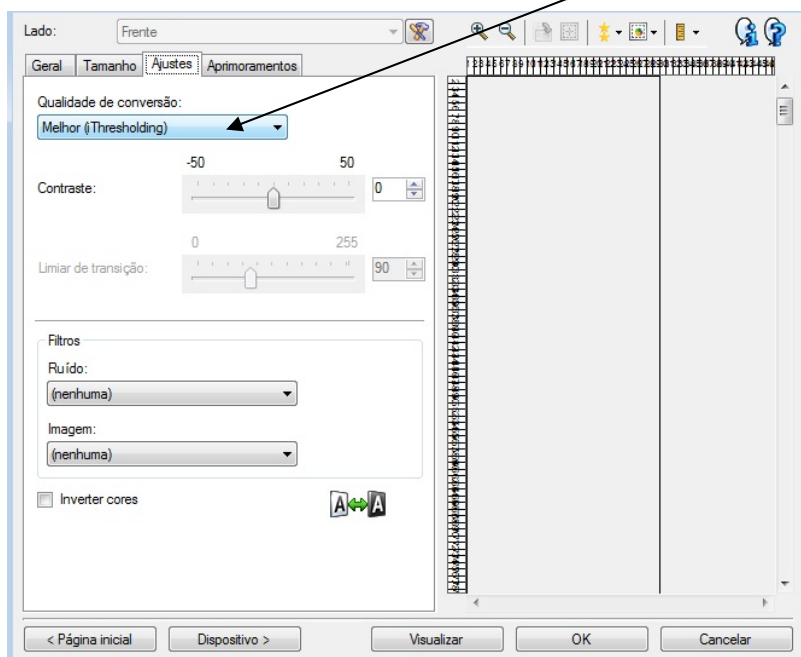 Lado: Frente
Geral Tamanho Ajustes Aprimoramentos
Qualidade de conversão:
Melhor (iThresholding)
-50 50
Contraste: 0
0 255
Limiar de transição: 90
Filtros
Ruído:
(nenhuma)
Imagem:
(nenhuma)
Inverter cores
A A
< Página inicial Dispositivo > Visualizar OK Cancelar